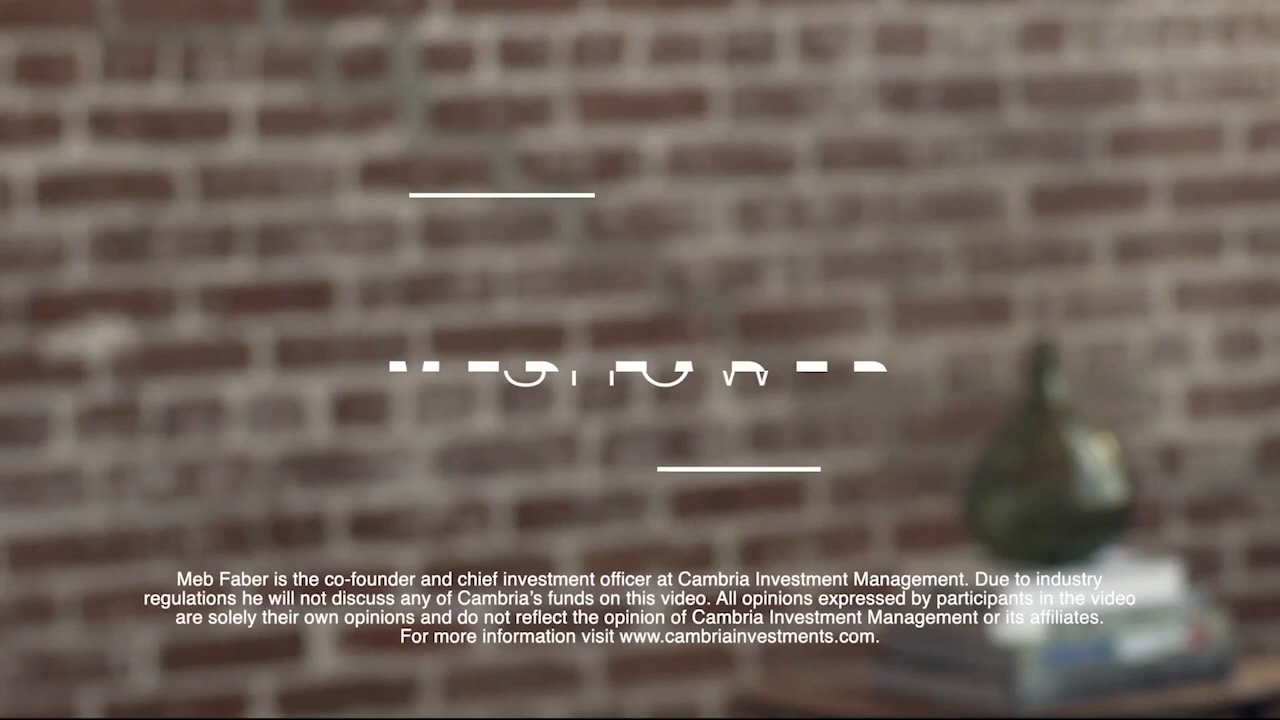 Meb Faber is the co-founder and chief investment officer at Cambria Investment Management. Due to industry
regulations he will not discuss any of Cambria's funds on this video. All opinions expressed by participants in the video
are solely their own opinions and do not reflect the opinion of Cambria Investment Management or its affiliates.
For more information visit www.cambriainvestments.com.